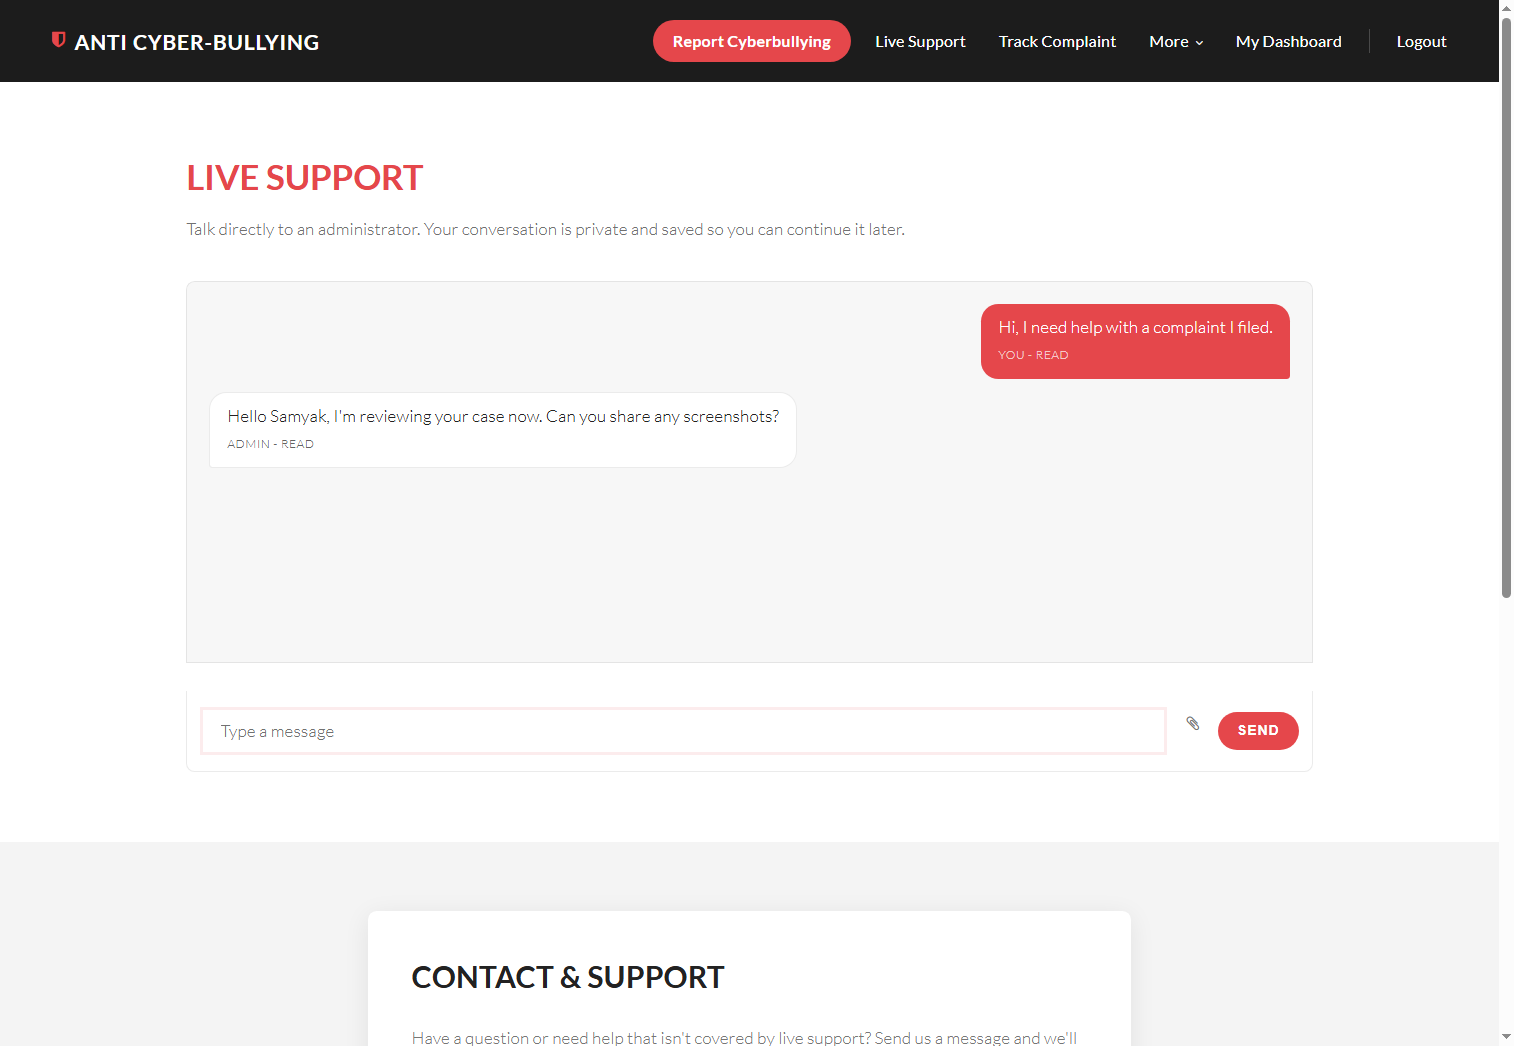 ANTI CYBER-BULLYING
Report Cyberbullying
Live Support
Track Complaint
More
My Dashboard
Logout
LIVE SUPPORT
Talk directly to an administrator. Your conversation is private and saved so you can continue it later.
Hi, I need help with a complaint I filed.
YOU - READ
Hello Samyak, I'm reviewing your case now. Can you share any screenshots?
ADMIN - READ
Type a message
SEND
CONTACT & SUPPORT
Have a question or need help that isn't covered by live support? Send us a message and we'll